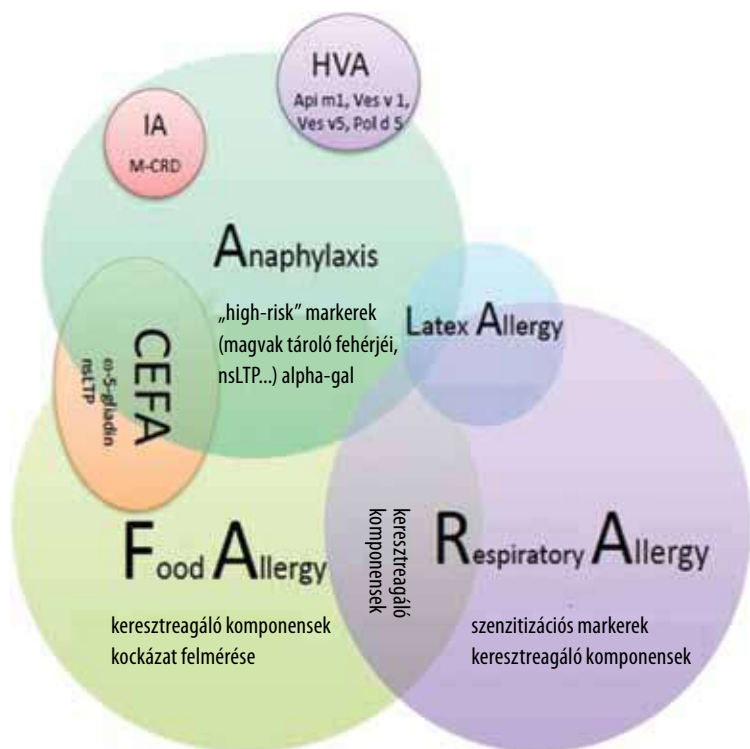 HVA
Api m1, Ves v 1,
Ves v5, Pol d 5
IA
M-CRD
Anaphylaxis
„high-risk” markerek
(magvak tároló fehérjéi,
nsLTP...) alpha-gal
Latex Allergy
CEFA
ω-5-gliadin
nsLTP
Food Allergy
keresztreagáló komponensek
kockázat felmérése
keresztreagáló
komponensek
Respiratory Allergy
szenzitizációs markerek
keresztreagáló komponensek